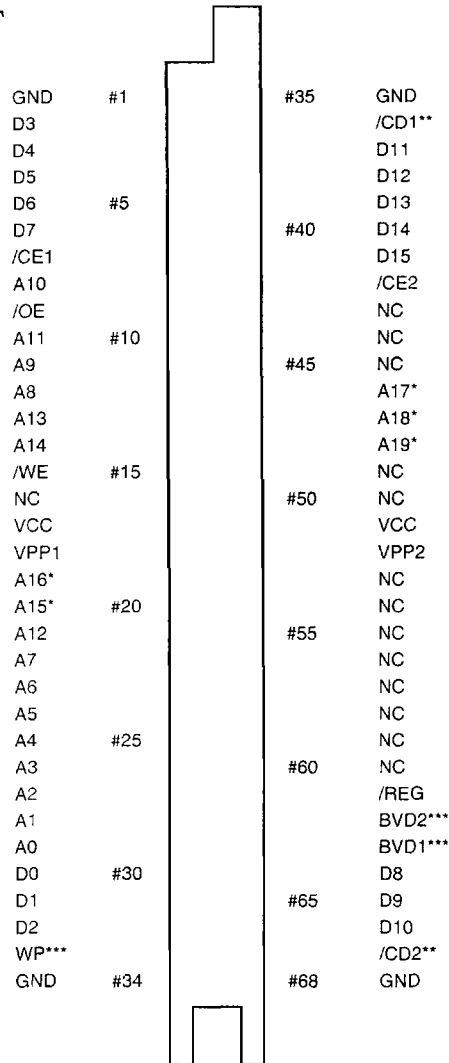 GND #1 #35 GND
D3 /CD1**
D4 D11
D5 D12
D6 #5 D13
D7 #40 D14
/CE1 D15
A10 /CE2
/OE NC
A11 #10 NC
A9 #45 NC
A8 A17*
A13 A18*
A14 A19*
/WE #15 NC
NC #50 NC
VCC VCC
VPP1 VPP2
A16* NC
A15* #20 NC
A12 #55 NC
A7 NC
A6 NC
A5 NC
A4 #25 NC
A3 #60 NC
A2 /REG
A1 BVD2***
A0 BVD1***
D0 #30 D8
D1 #65 D9
D2 D10
WP*** /CD2**
GND #34 #68 GND